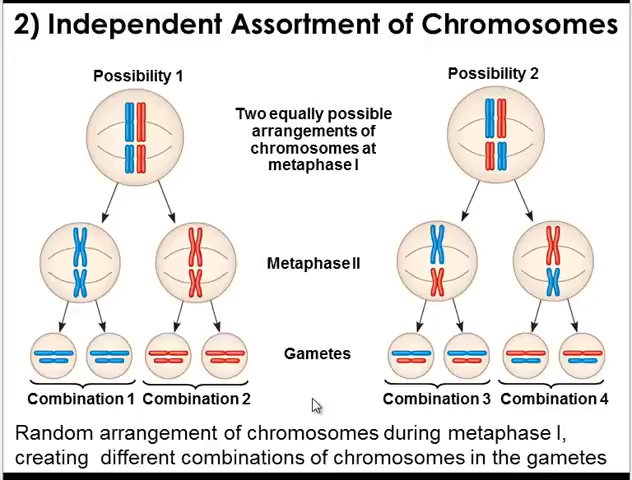 2) Independent Assortment of Chromosomes
Possibility 1
Possibility 2
Two equally possible
arrangements of
chromosomes at
metaphase I
Metaphase II
Gametes
Combination 1
Combination 2
Combination 3
Combination 4
Random arrangement of chromosomes during metaphase I,
creating different combinations of chromosomes in the gametes